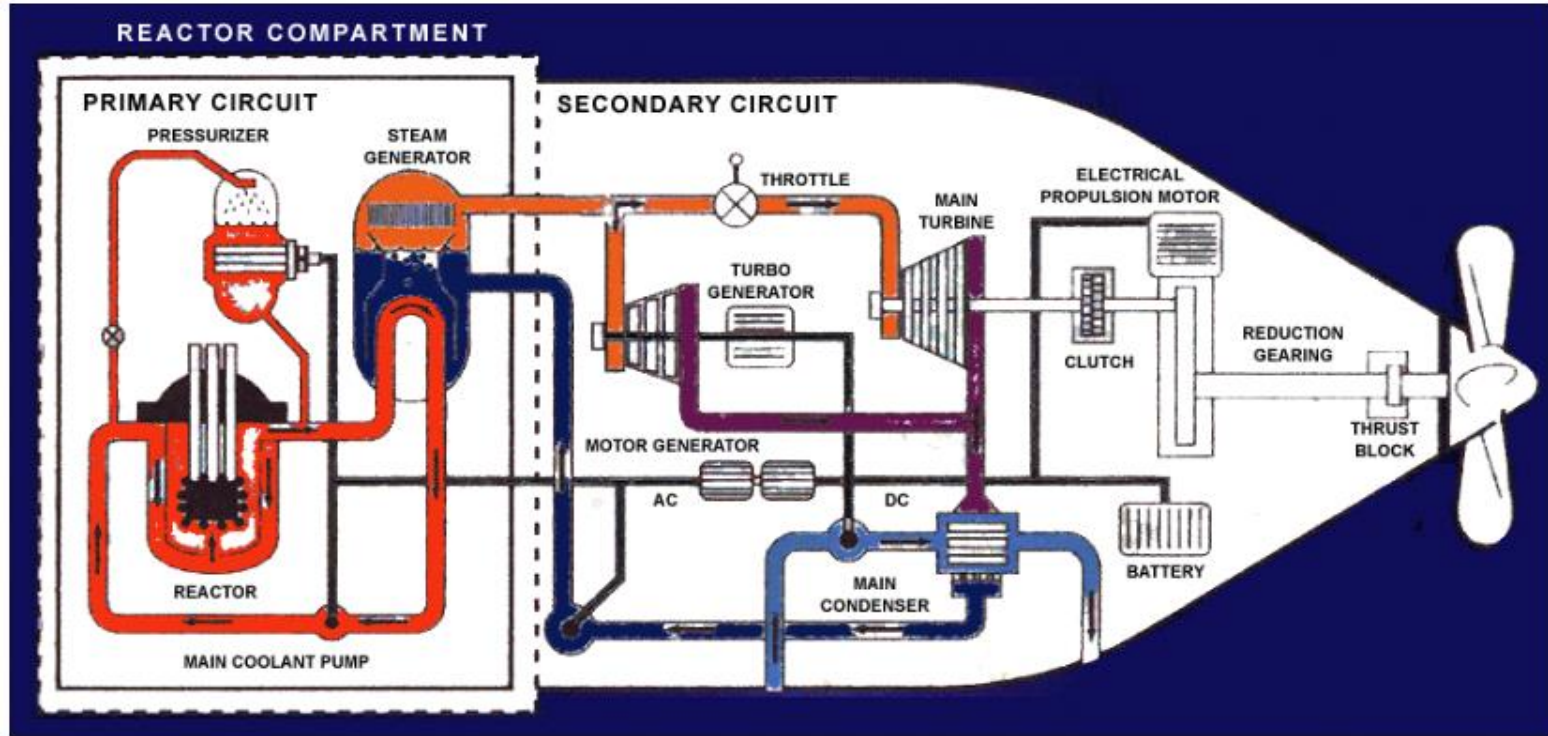 REACTOR COMPARTMENT
PRIMARY CIRCUIT
SECONDARY CIRCUIT
PRESSURIZER
STEAM
GENERATOR
THROTTLE
MAIN
TURBINE
ELECTRICAL
PROPULSION MOTOR
TURBO
GENERATOR
CLUTCH
REDUCTION
GEARING
THRUST
BLOCK
MOTOR GENERATOR
AC
DC
BATTERY
MAIN
CONDENSER
REACTOR
MAIN COOLANT PUMP